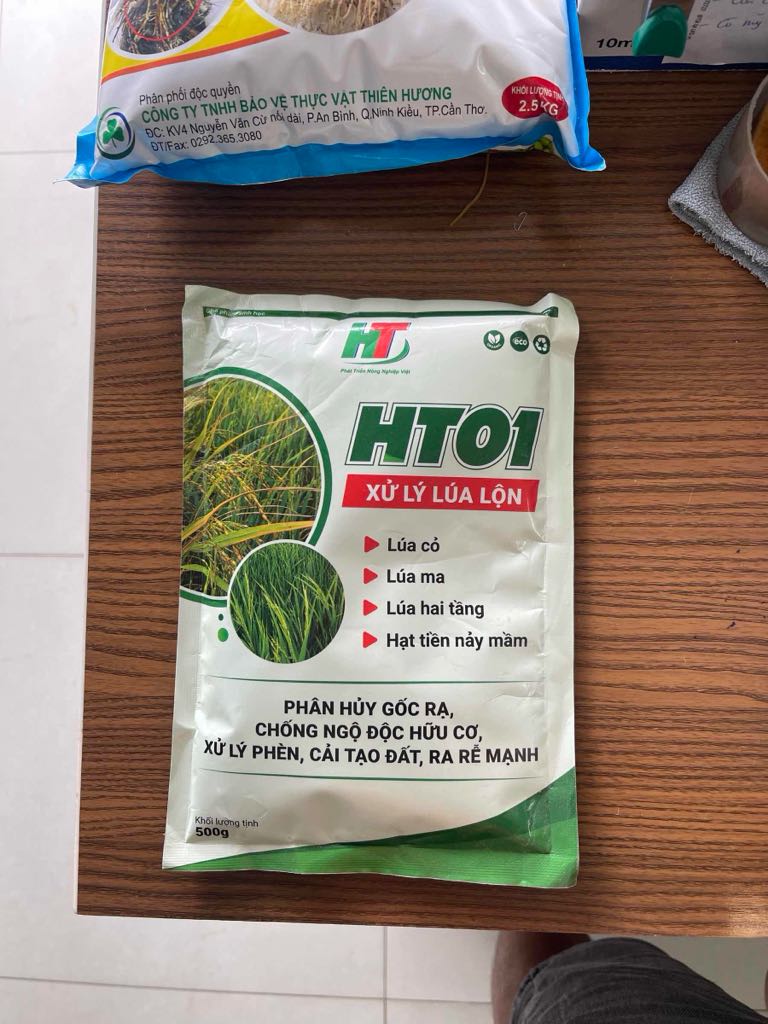 Phân phối độc quyền
CÔNG TY TNHH BẢO VỆ THỰC VẬT THIÊN HƯƠNG
ĐC: KV4 Nguyễn Văn Cừ nối dài, P.An Bình, Q.Ninh Kiều, TP.Cần Thơ.
ĐT/Fax: 0292.365.3080
KHỐI LƯỢNG TỊNH
2.5 KG
HT
Phát Triển Nông Nghiệp Việt
eco
HT01
XỬ LÝ LÚA LỘN
Lúa cỏ
Lúa ma
Lúa hai tầng
Hạt tiền nảy mầm
PHÂN HỦY GỐC RẠ,
CHỐNG NGỘ ĐỘC HỮU CƠ,
XỬ LÝ PHÈN, CẢI TẠO ĐẤT, RA RỄ MẠNH
Khối lượng tịnh
500g